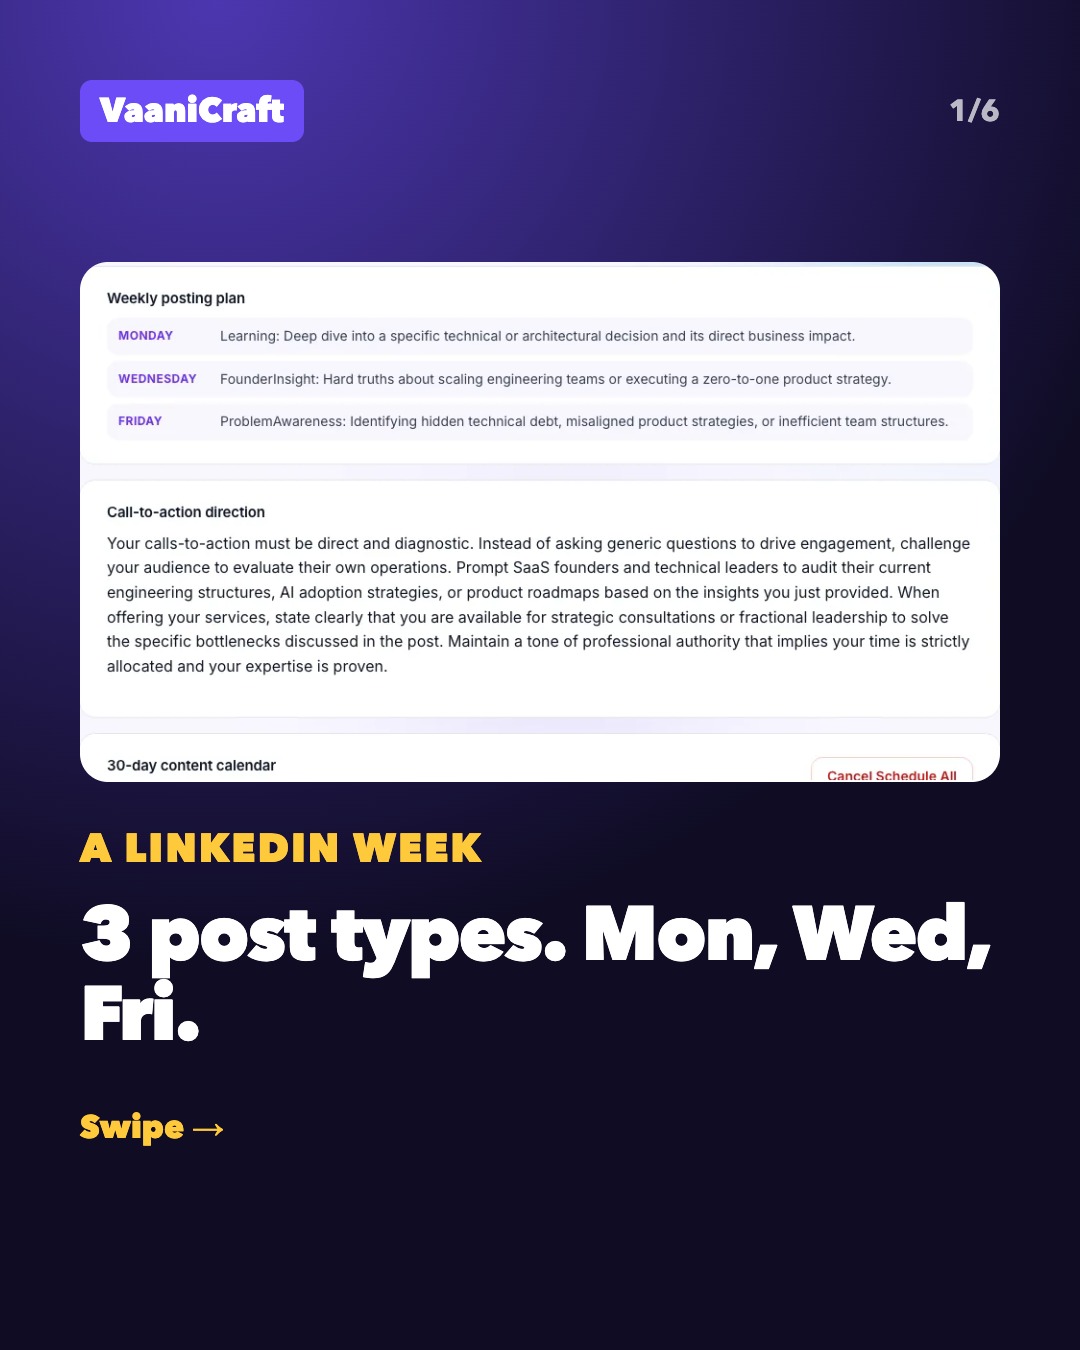 VaaniCraft
1/6
Weekly posting plan
MONDAY Learning: Deep dive into a specific technical or architectural decision and its direct business impact.
WEDNESDAY FounderInsight: Hard truths about scaling engineering teams or executing a zero-to-one product strategy.
FRIDAY ProblemAwareness: Identifying hidden technical debt, misaligned product strategies, or inefficient team structures.
Call-to-action direction
Your calls-to-action must be direct and diagnostic. Instead of asking generic questions to drive engagement, challenge
your audience to evaluate their own operations. Prompt SaaS founders and technical leaders to audit their current
engineering structures, AI adoption strategies, or product roadmaps based on the insights you just provided. When
offering your services, state clearly that you are available for strategic consultations or fractional leadership to solve
the specific bottlenecks discussed in the post. Maintain a tone of professional authority that implies your time is strictly
allocated and your expertise is proven.
30-day content calendar
Cancel Schedule All
A LINKEDIN WEEK
3 post types. Mon, Wed,
Fri.
Swipe →